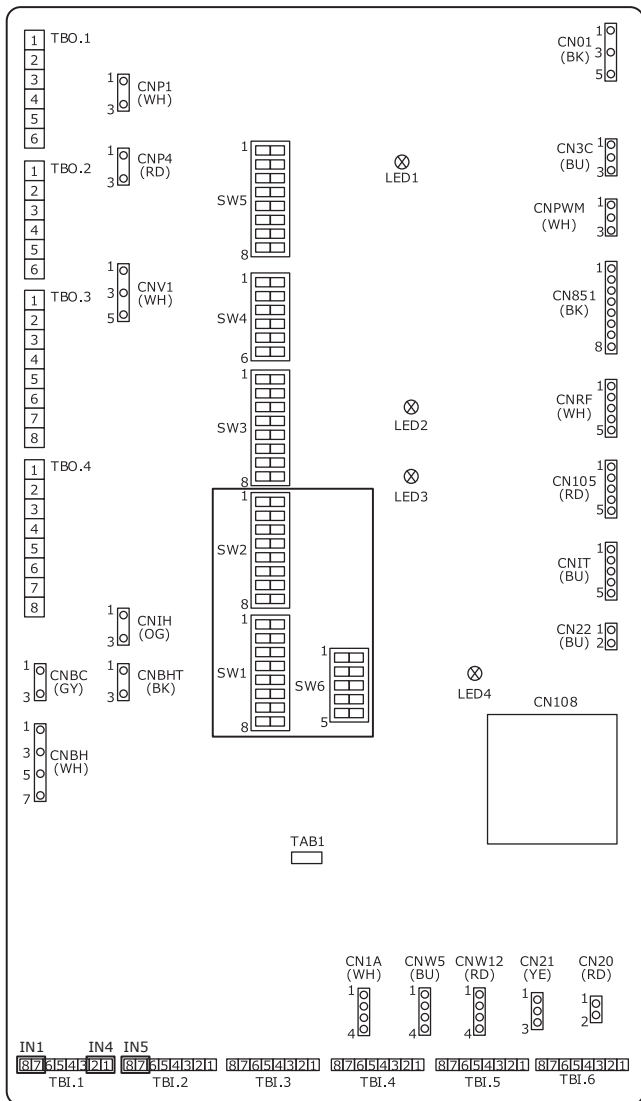 1 TBO.1
2
3
4
5
6
1 CNP1
3 (WH)
1 CNP4
3 (RD)
1 TBO.2
2
3
4
5
6
1 CNV1
3 (WH)
5
1 TBO.3
2
3
4
5
6
7
8
1 TBO.4
2
3
4
5
6
7
8
1 CNIH
3 (OG)
1 CNBC
3 (GY)
1 CNBHT
3 (BK)
1 CNBH
3 (WH)
5
7
1
SW5
8
1
SW4
6
1
SW3
8
1
SW2
8
1
SW1
8
1
SW6
5
LED1
LED2
LED3
LED4
CN01 1
(BK) 3
5
CN3C 1
(BU) 3
CNPWM 1
(WH) 3
CN851 1
(BK)
8
CNRF 1
(WH)
5
CN105 1
(RD)
5
CNIT 1
(BU)
5
CN22 1
(BU) 2
CN108
TAB1
CN1A
(WH)
1
4
CNW5
(BU)
1
4
CNW12
(RD)
1
4
CN21
(YE)
1
3
CN20
(RD)
1
2
IN1 IN4 IN5
87654321 87654321 87654321 87654321 87654321 87654321
TBI.1 TBI.2 TBI.3 TBI.4 TBI.5 TBI.6